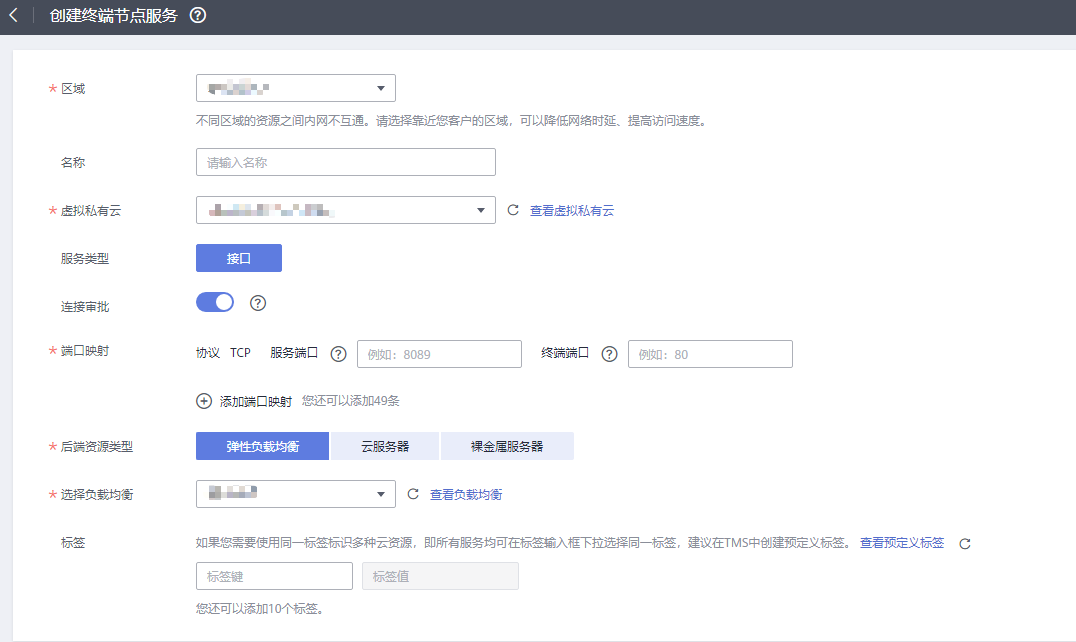 创建终端节点服务 ?
* 区域
不同区域的资源之间内网不互通。请选择靠近您客户的区域，可以降低网络时延、提高访问速度。
名称 请输入名称
* 虚拟私有云 查看虚拟私有云
服务类型 接口
连接审批 ?
* 端口映射 协议 TCP 服务端口 ? 例如：8089 终端端口 ? 例如：80
添加端口映射 您还可以添加49条
* 后端资源类型 弹性负载均衡 云服务器 裸金属服务器
* 选择负载均衡 查看负载均衡
标签 如果您需要使用同一标签标识多种云资源，即所有服务均可在标签输入框下拉选择同一标签，建议在TMS中创建预定义标签。 查看预定义标签
标签键 标签值
您还可以添加10个标签。